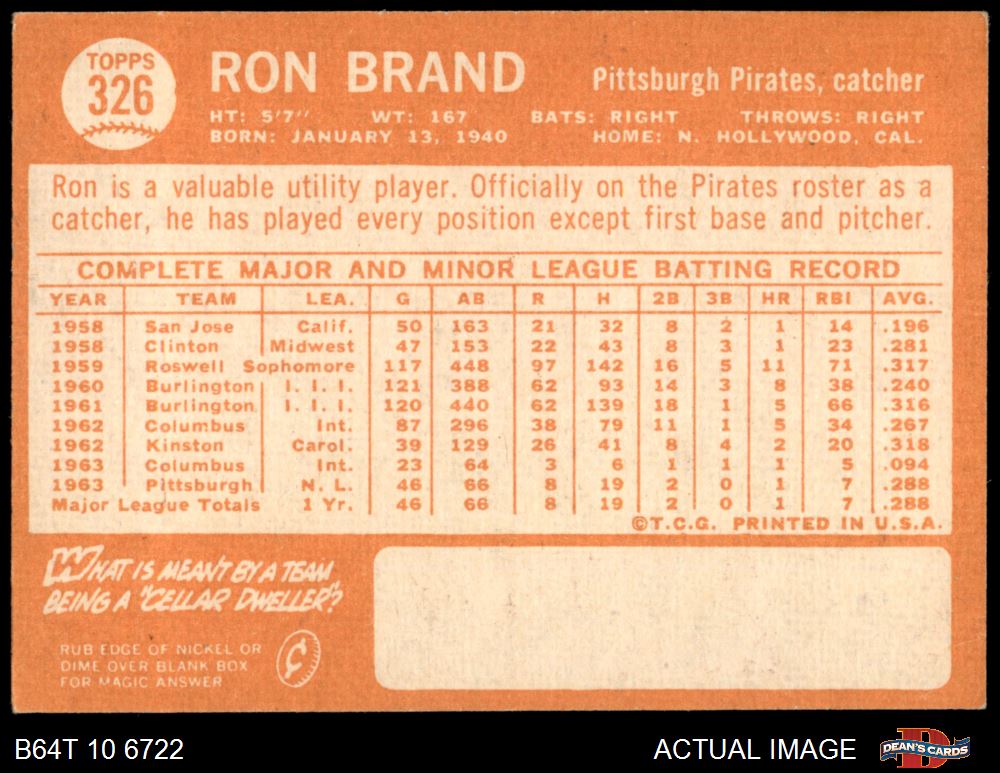 TOPPS
326
RON BRAND
Pittsburgh Pirates, catcher
HT: 5'7" WT: 167 BATS: RIGHT THROWS: RIGHT
BORN: JANUARY 13, 1940 HOME: N. HOLLYWOOD, CAL.
Ron is a valuable utility player. Officially on the Pirates roster as a
catcher, he has played every position except first base and pitcher.
COMPLETE MAJOR AND MINOR LEAGUE BATTING RECORD
YEAR TEAM LEA. G AB R H 2B 3B HR RBI AVG.
1958 San Jose Calif. 50 163 21 32 8 2 1 14 .196
1958 Clinton Midwest 47 153 22 43 8 3 1 23 .281
1959 Roswell Sophomore 117 448 97 142 16 5 11 71 .317
1960 Burlington I. I. I. 121 388 62 93 14 3 8 38 .240
1961 Burlington I. I. I. 120 440 62 139 18 1 5 66 .316
1962 Columbus Int. 87 296 38 79 11 1 5 34 .267
1962 Kinston Carol. 39 129 26 41 8 4 2 20 .318
1963 Columbus Int. 23 64 3 6 1 1 1 5 .094
1963 Pittsburgh N. L. 46 66 8 19 2 0 1 7 .288
Major League Totals 1 Yr. 46 66 8 19 2 0 1 7 .288
©T.C.G. PRINTED IN U.S.A.
WHAT IS MEANT BY A TEAM
BEING A "CELLAR DWELLER"?
RUB EDGE OF NICKEL OR
DIME OVER BLANK BOX
FOR MAGIC ANSWER
¢
B64T 10 6722
ACTUAL IMAGE
DEAN'S CARDS